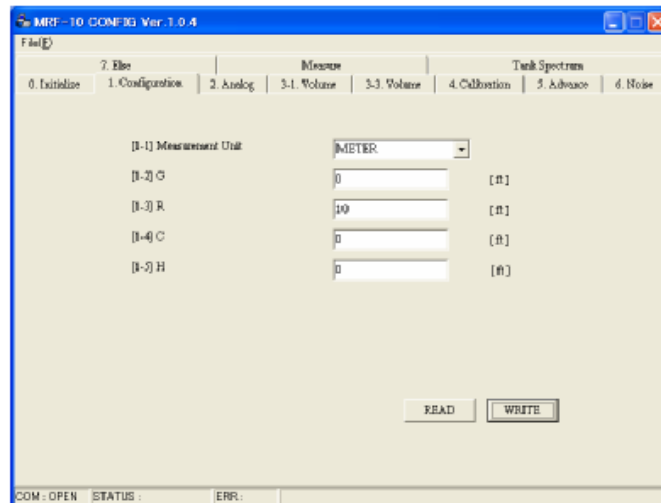 MRF-10 CONFIG Ver.1.0.4
File(F)
7. Else Measure Tank Spectrum
0. Initialize 1. Configuration 2. Analog 3-1. Volume 3-3. Volume 4. Calibration 5. Advance 6. Noise
[1-1] Measurement Unit METER
[1-2] G 0 [ft]
[1-3] R 10 [ft]
[1-4] C 0 [ft]
[1-5] H 0 [ft]
READ WRITE
COM : OPEN STATUS : ERR :